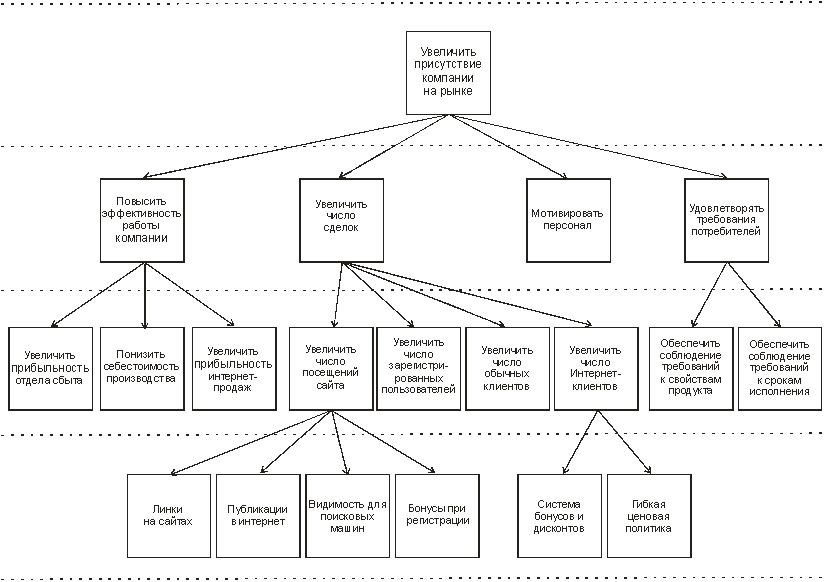 Увеличить
присутствие
компании
на рынке
Повысить
эффективность
работы
компании
Увеличить
число
сделок
Мотивировать
персонал
Удовлетворять
требования
потребителей
Увеличить
прибыльность
отдела сбыта
Понизить
себестоимость
производства
Увеличить
прибыльность
интернет-
продаж
Увеличить
число
посещений
сайта
Увеличить
число
зарегистри-
рованных
пользователей
Увеличить
число
обычных
клиентов
Увеличить
число
Интернет-
клиентов
Обеспечить
соблюдение
требований
к свойствам
продукта
Обеспечить
соблюдение
требований
к срокам
исполнения
Линки
на сайтах
Публикации
в интернет
Видимость для
поисковых
машин
Бонусы при
регистрации
Система
бонусов и
дисконтов
Гибкая
ценовая
политика